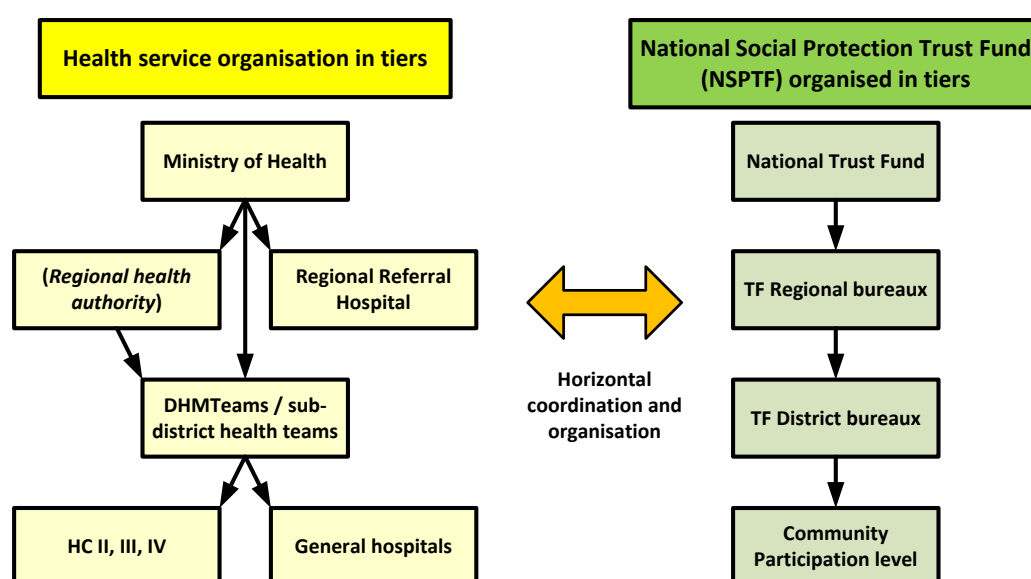 Health service organisation in tiers
National Social Protection Trust Fund
(NSPTF) organised in tiers
Ministry of Health
National Trust Fund
(Regional health
authority)
Regional Referral
Hospital
TF Regional bureaux
Horizontal
coordination and
organisation
DHMTeams / sub-
district health teams
TF District bureaux
HC II, III, IV
General hospitals
Community
Participation level